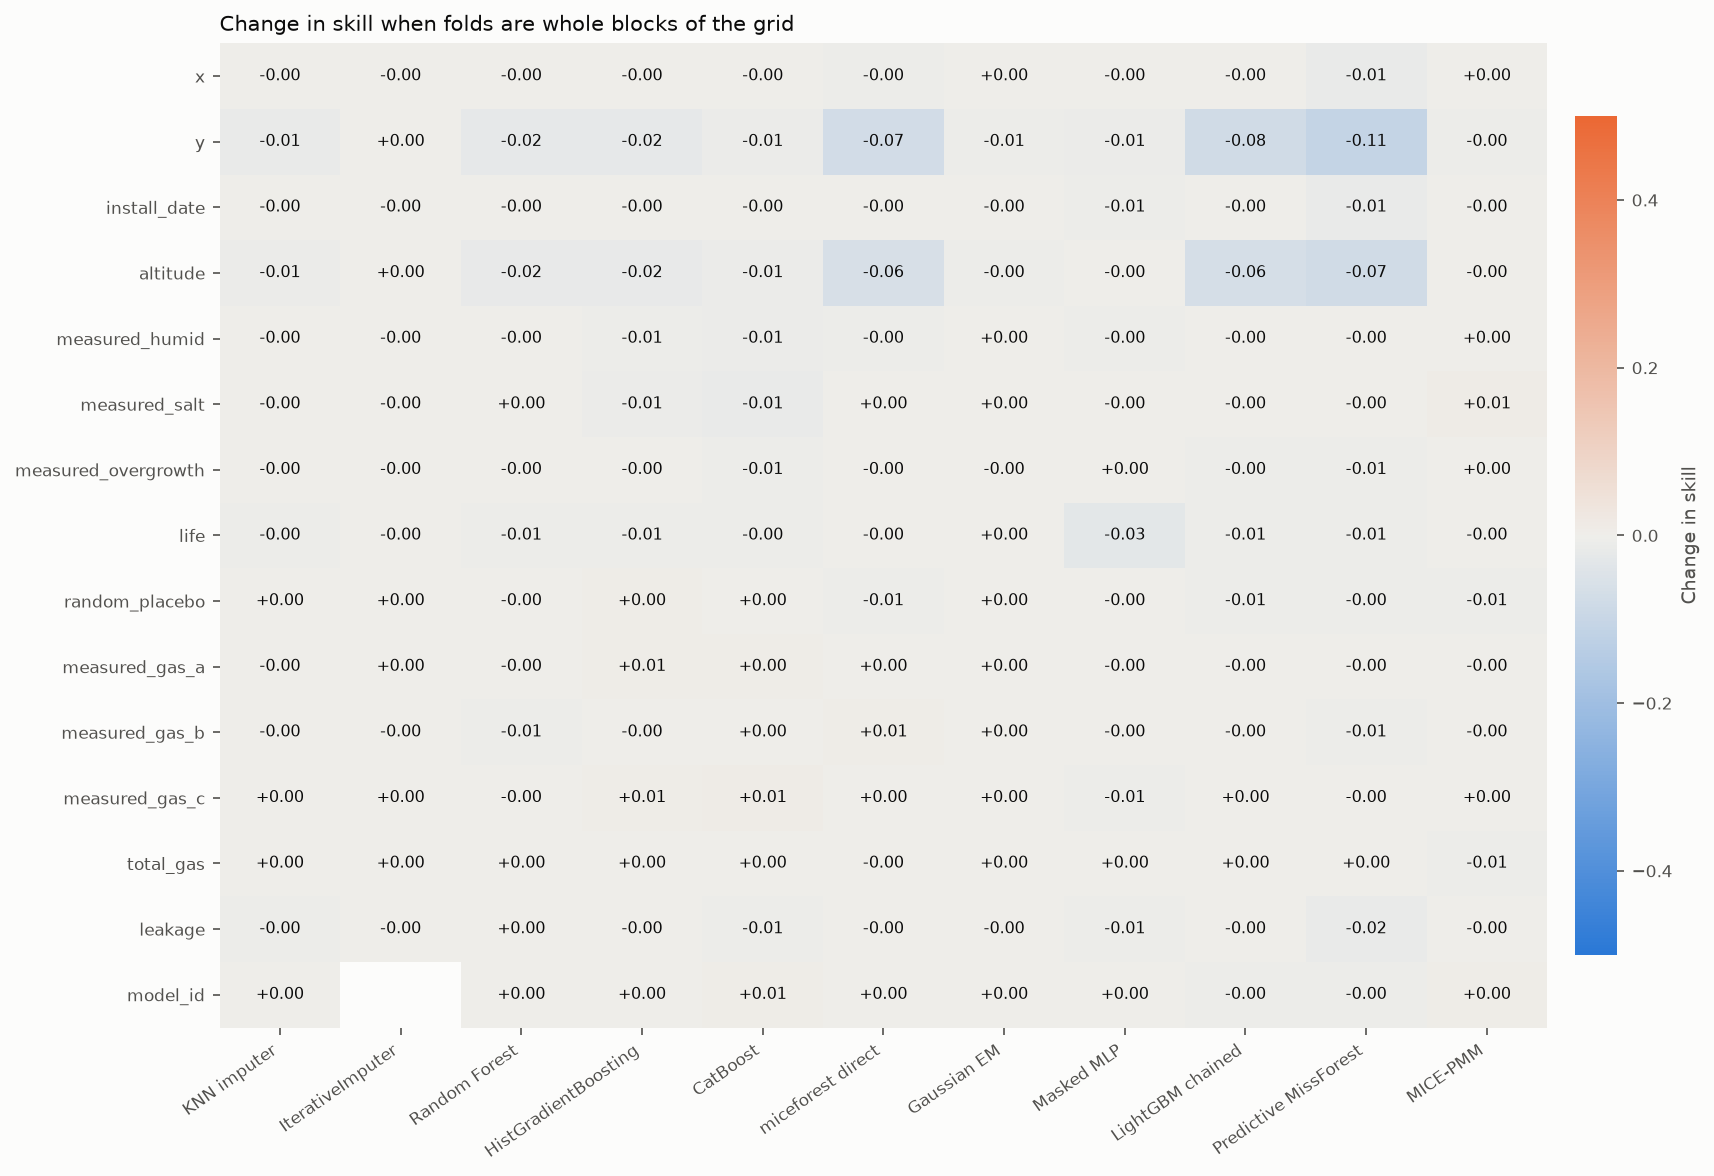 Change in skill when folds are whole blocks of the grid
x -0.00 -0.00 -0.00 -0.00 -0.00 -0.00 +0.00 -0.00 -0.00 -0.01 +0.00
y -0.01 +0.00 -0.02 -0.02 -0.01 -0.07 -0.01 -0.01 -0.08 -0.11 -0.00
install_date -0.00 -0.00 -0.00 -0.00 -0.00 -0.00 -0.00 -0.01 -0.00 -0.01 -0.00
altitude -0.01 +0.00 -0.02 -0.02 -0.01 -0.06 -0.00 -0.00 -0.06 -0.07 -0.00
measured_humid -0.00 -0.00 -0.00 -0.01 -0.01 -0.00 +0.00 -0.00 -0.00 -0.00 +0.00
measured_salt -0.00 -0.00 +0.00 -0.01 -0.01 +0.00 +0.00 -0.00 -0.00 -0.00 +0.01
measured_overgrowth -0.00 -0.00 -0.00 -0.00 -0.01 -0.00 -0.00 +0.00 -0.00 -0.01 +0.00
life -0.00 -0.00 -0.01 -0.01 -0.00 -0.00 +0.00 -0.03 -0.01 -0.01 -0.00
random_placebo +0.00 +0.00 -0.00 +0.00 +0.00 -0.01 +0.00 -0.00 -0.01 -0.00 -0.01
measured_gas_a -0.00 +0.00 -0.00 +0.01 +0.00 +0.00 +0.00 -0.00 -0.00 -0.00 -0.00
measured_gas_b -0.00 -0.00 -0.01 -0.00 +0.00 +0.01 +0.00 -0.00 -0.00 -0.01 -0.00
measured_gas_c +0.00 +0.00 -0.00 +0.01 +0.01 +0.00 +0.00 -0.01 +0.00 -0.00 +0.00
total_gas +0.00 +0.00 +0.00 +0.00 +0.00 -0.00 +0.00 +0.00 +0.00 +0.00 -0.01
leakage -0.00 -0.00 +0.00 -0.00 -0.01 -0.00 -0.00 -0.01 -0.00 -0.02 -0.00
model_id +0.00 +0.00 +0.00 +0.01 +0.00 +0.00 +0.00 -0.00 -0.00 +0.00
KNN imputer
IterativeImputer
Random Forest
HistGradientBoosting
CatBoost
miceforest direct
Gaussian EM
Masked MLP
LightGBM chained
Predictive MissForest
MICE-PMM
0.4
0.2
0.0
−0.2
−0.4
Change in skill